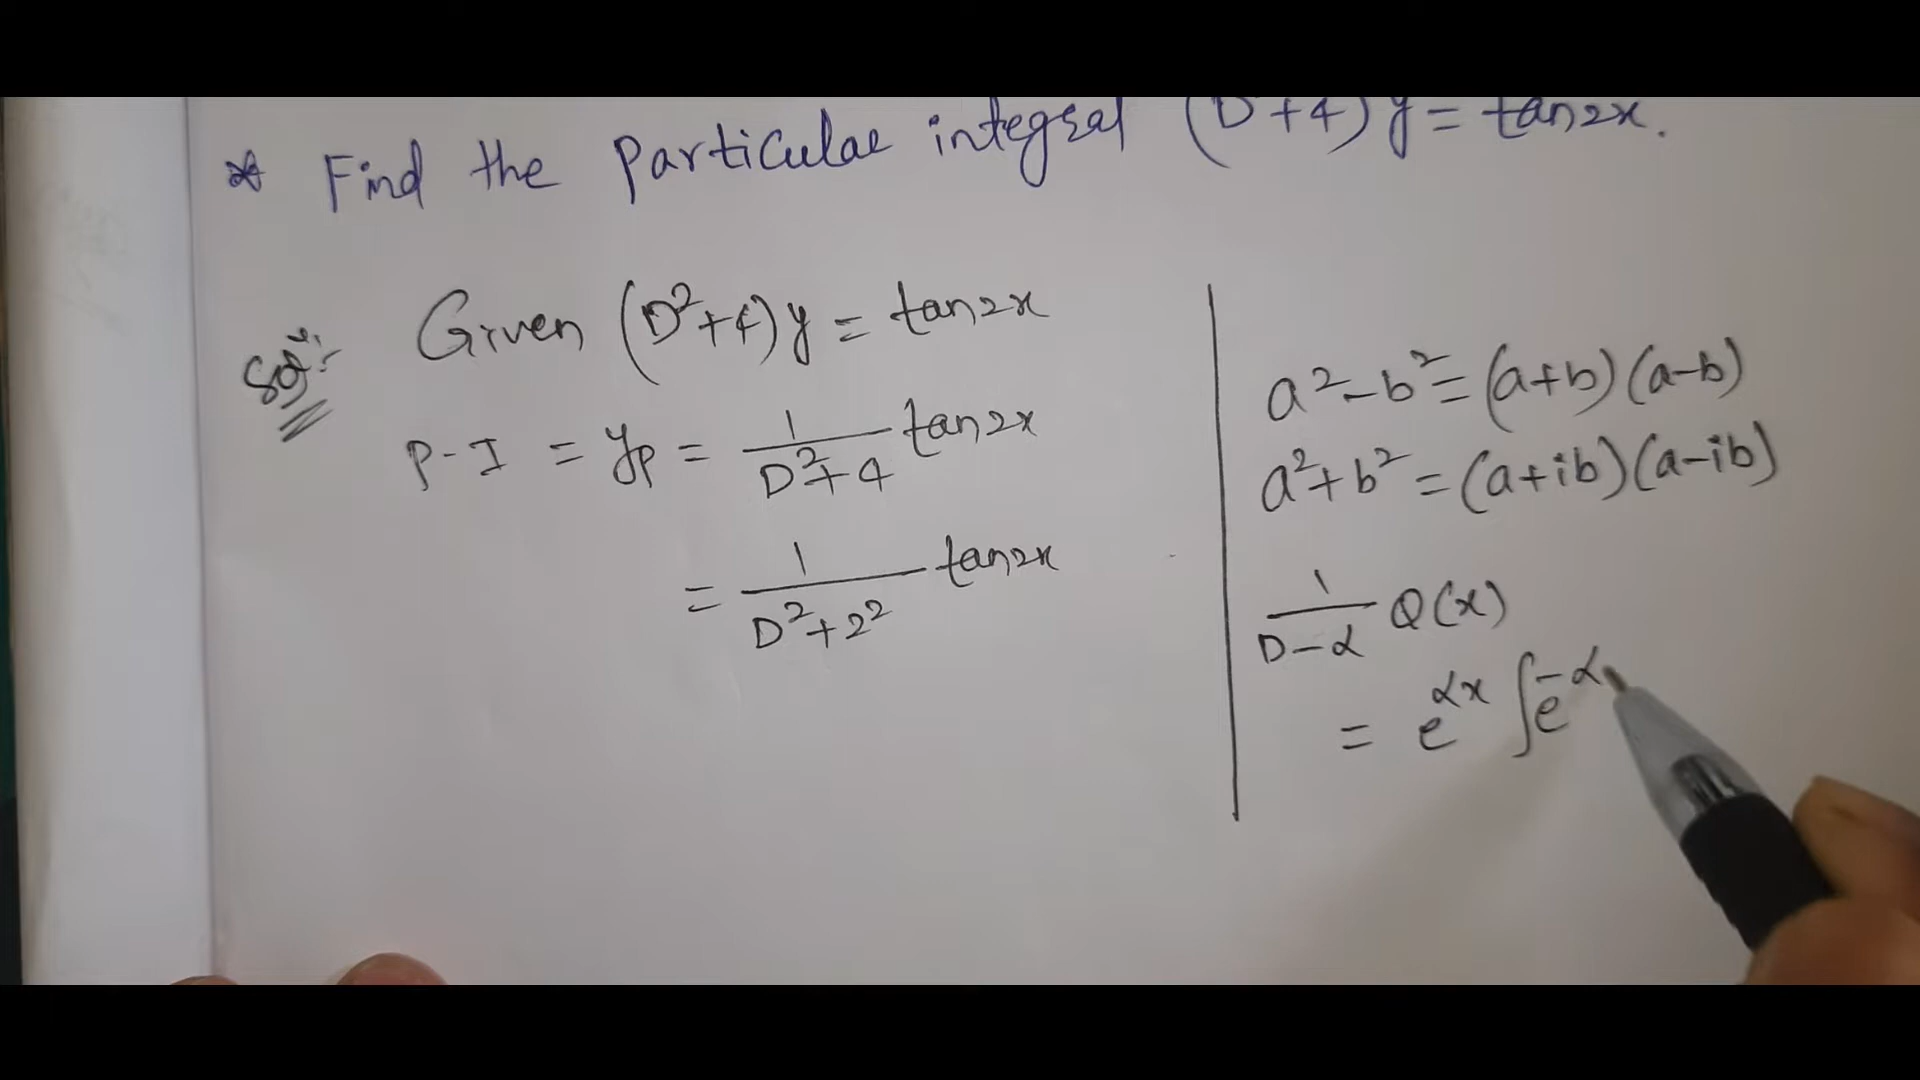 * Find the particular integral (D²+4)y = tan2x.
Sol:- Given (D²+4)y = tan2x
P-I = yp = 1/(D²+4) tan2x
= 1/(D²+2²) tan2x
a²-b² = (a+b)(a-b)
a²+b² = (a+ib)(a-ib)
1/(D-α) Q(x)
= e^αx ∫e^-α